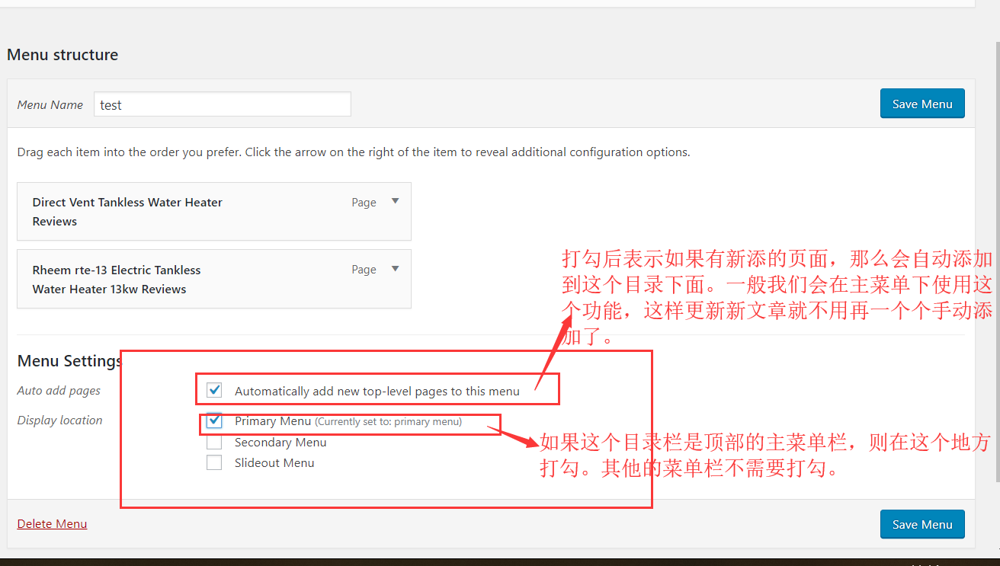 Menu structure
Menu Name test Save Menu
Drag each item into the order you prefer. Click the arrow on the right of the item to reveal additional configuration options.
Direct Vent Tankless Water Heater Page
Reviews
Rheem rte-13 Electric Tankless Page
Water Heater 13kw Reviews
打勾后表示如果有新添的页面，那么会自动添加
到这个目录下面。一般我们会在主菜单下使用这
个功能，这样更新新文章就不用再一个个手动添
加了。
Menu Settings
Auto add pages Automatically add new top-level pages to this menu
Display location Primary Menu (Currently set to: primary menu)
Secondary Menu
Slideout Menu
如果这个目录栏是顶部的主菜单栏，则在这个地方
打勾。其他的菜单栏不需要打勾。
Delete Menu Save Menu